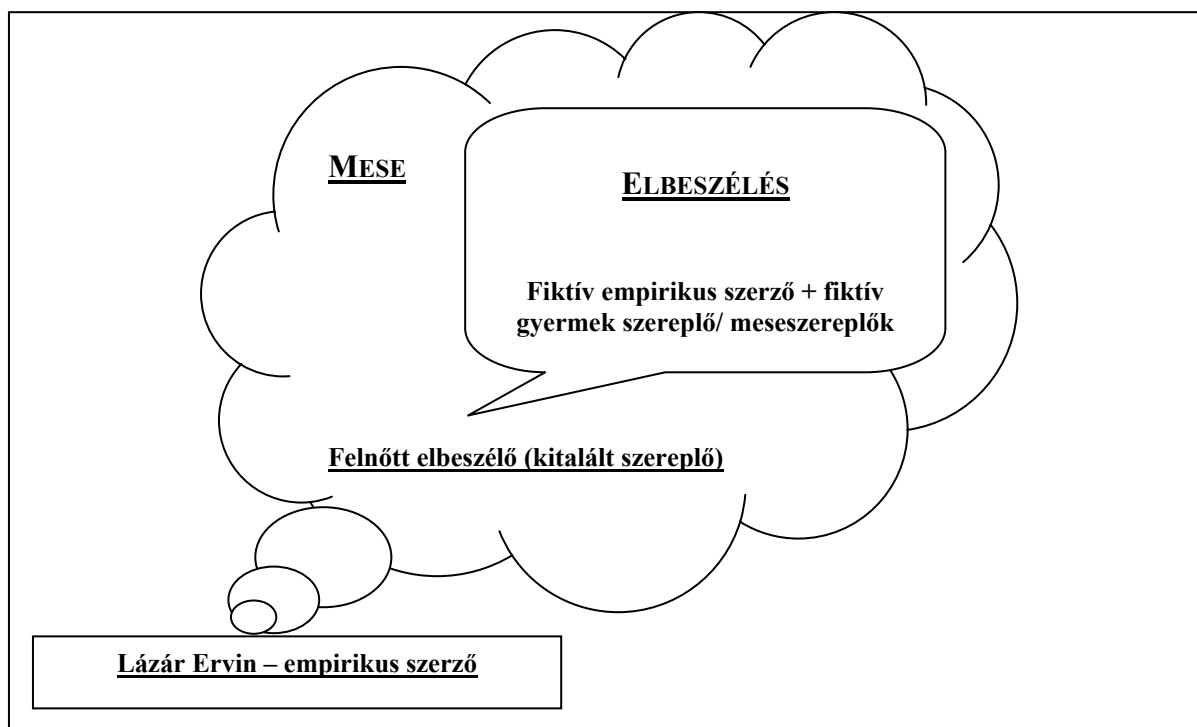 MESE
ELBESZÉLÉS
Fiktív empirikus szerző + fiktív
gyermek szereplő/ meseszereplők
Felnőtt elbeszélő (kitalált szereplő)
Lázár Ervin – empirikus szerző